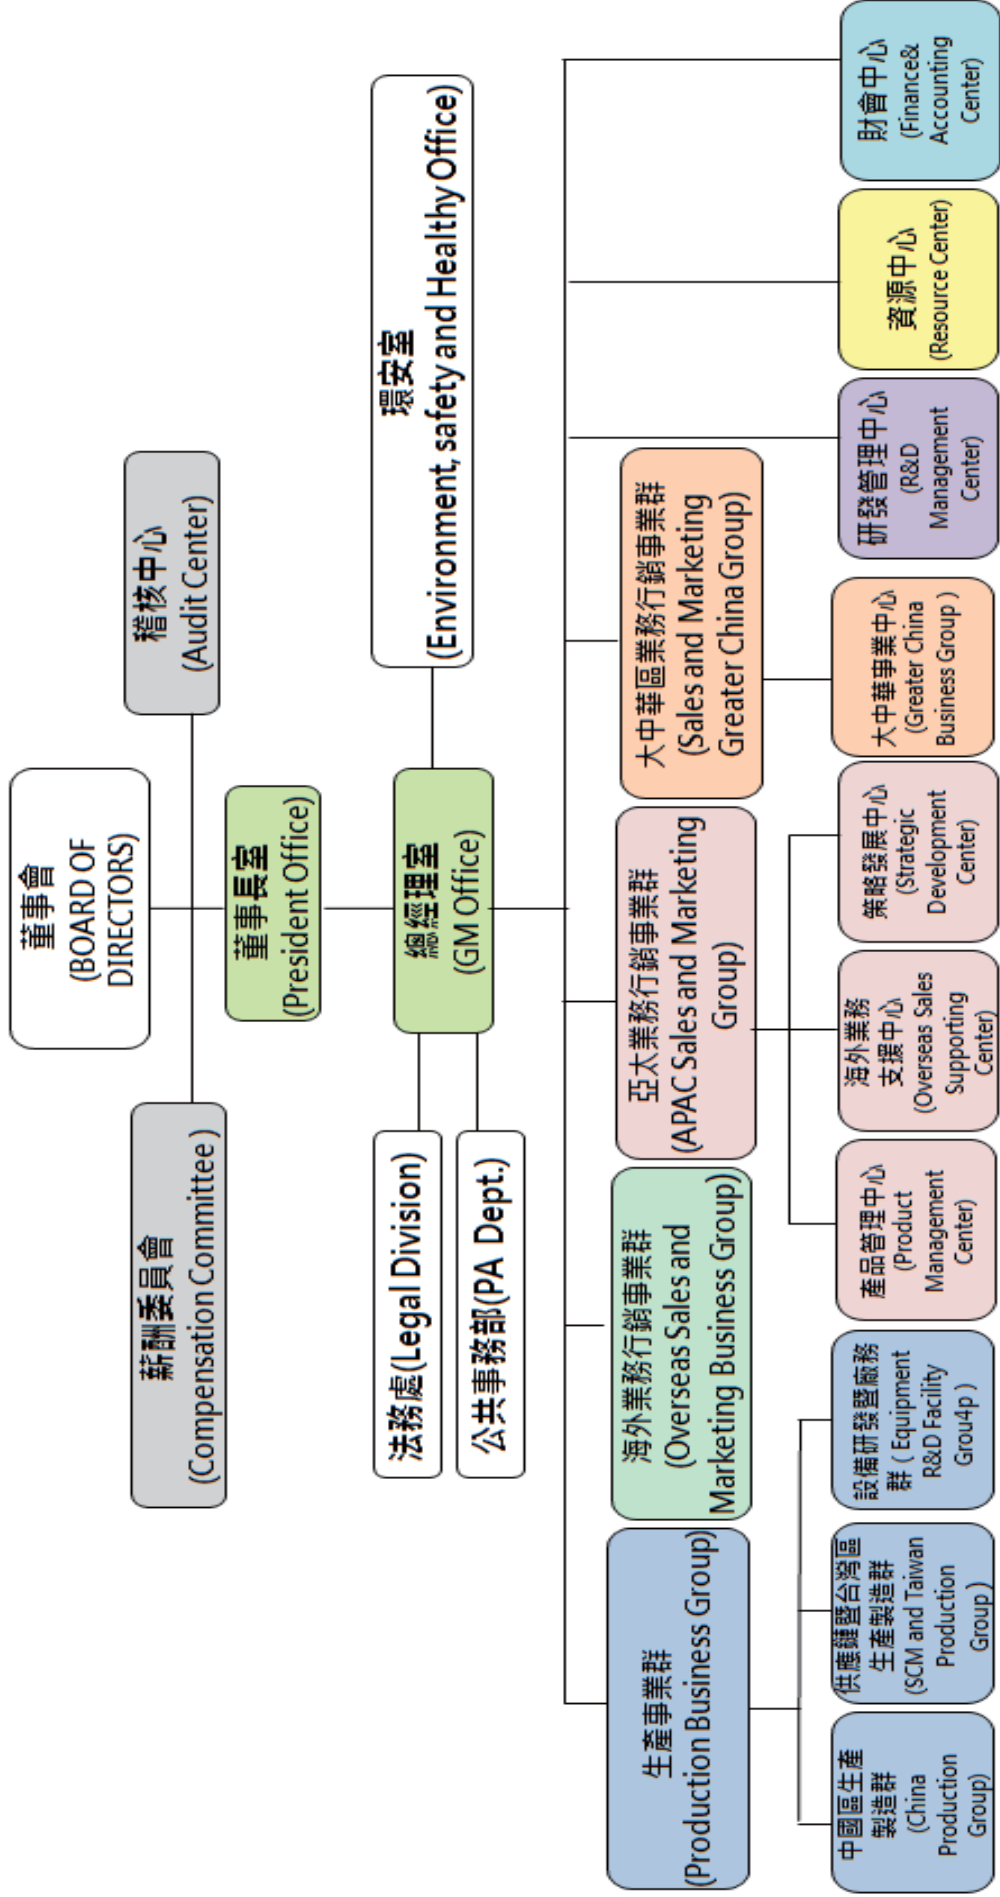 董事會
(BOARD OF
DIRECTORS)
薪酬委員會
(Compensation Committee )
稽核中心
(Audit Center)
董事長室
(President Office)
總經理室
(GM Office)
法務處(Legal Division)
公共事務部(PA Dept.)
環安室
(Environment, safety and Healthy Office)
生產事業群
(Production Business Group)
海外業務行銷事業群
(Overseas Sales and
Marketing Business Group)
亞太業務行銷事業群
(APAC Sales and Marketing
Group)
大中華區業務行銷事業群
(Sales and Marketing
Greater China Group)
中國區生產
製造群
(China
Production
Group)
供應鏈暨台灣區
生產製造群
(SCM and Taiwan
Production
Group )
設備研發暨廠務
群 ( Equipment
R&D Facility
Grou4p )
產品管理中心
(Product
Management
Center)
海外業務
支援中心
(Overseas Sales
Supporting
Center)
策略發展中心
(Strategic
Development
Center)
大中華事業中心
(Greater China
Business Group )
研發管理中心
(R&D
Management
Center)
資源中心
(Resource Center)
財會中心
(Finance&
Accounting
Center)